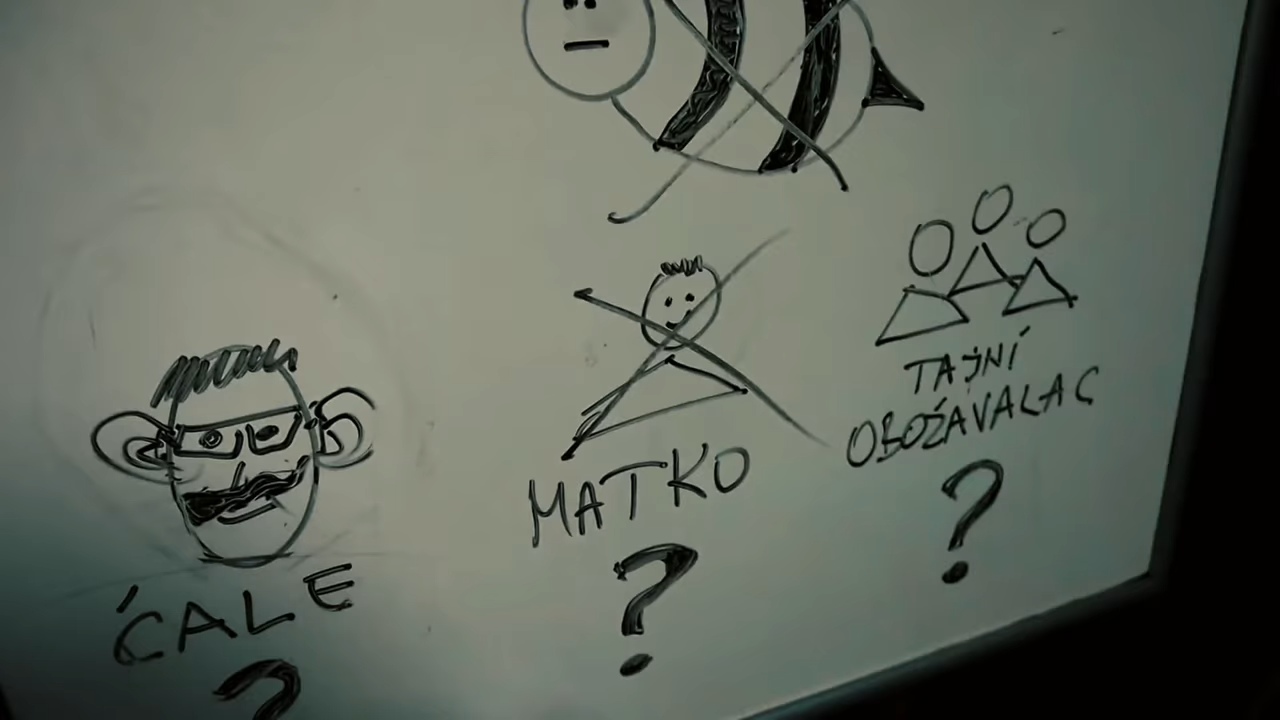 ĆALE
?
MATKO
?
TAJNI
OBOŽAVALAC
?